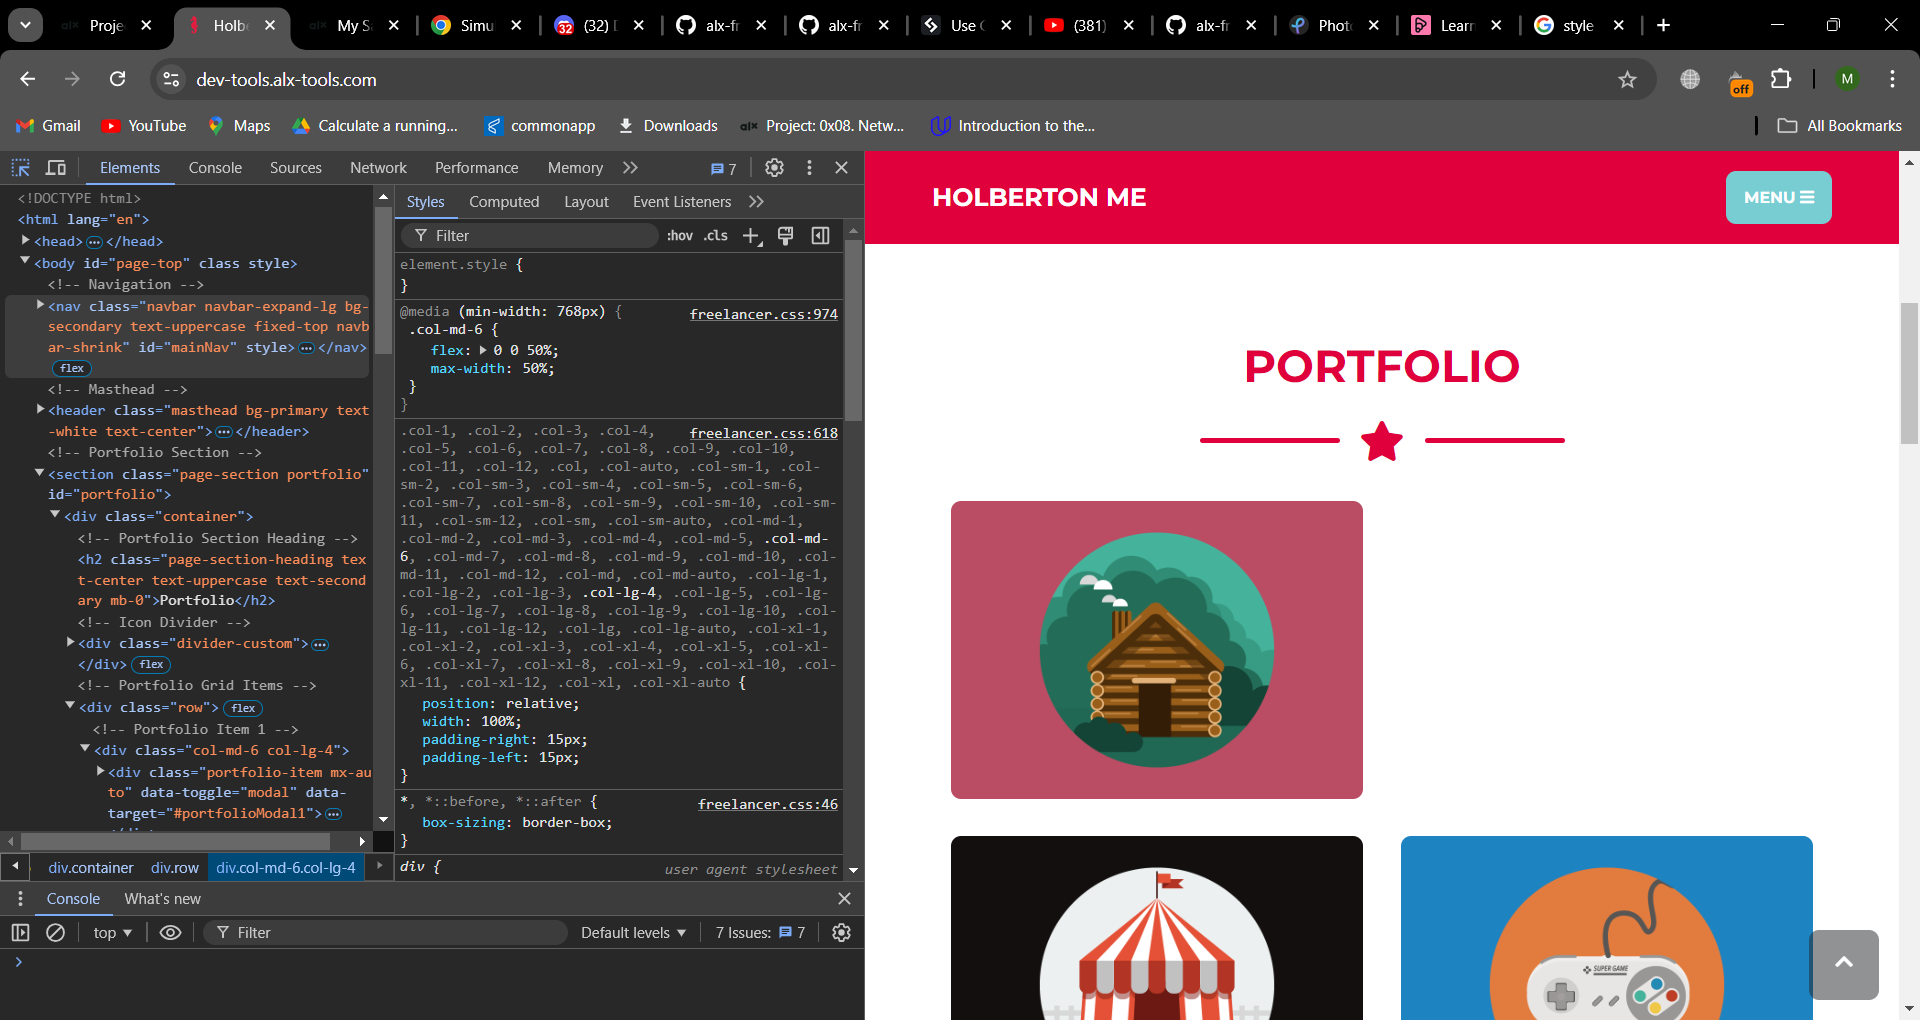 Proje
Holb
My S
Simul
(32)
alx-fr
alx-fr
Use
(381)
alx-fr
Phot
Learn
style
dev-tools.alx-tools.com
off
M
Gmail
YouTube
Maps
Calculate a running...
commonapp
Downloads
alx Project: 0x08. Netw...
Introduction to the...
All Bookmarks
Elements Console Sources Network Performance Memory 7
<!DOCTYPE html>
<html lang="en">
<head> </head>
<body id="page-top" class style>
<!-- Navigation -->
<nav class="navbar navbar-expand-lg bg-
secondary text-uppercase fixed-top navb
ar-shrink" id="mainNav" style> </nav>
flex
<!-- Masthead -->
<header class="masthead bg-primary text
-white text-center"> </header>
<!-- Portfolio Section -->
<section class="page-section portfolio"
id="portfolio">
<div class="container">
<!-- Portfolio Section Heading -->
<h2 class="page-section-heading tex
t-center text-uppercase text-second
ary mb-0">Portfolio</h2>
<!-- Icon Divider -->
<div class="divider-custom">
</div> flex
<!-- Portfolio Grid Items -->
<div class="row"> flex
<!-- Portfolio Item 1 -->
<div class="col-md-6 col-lg-4">
<div class="portfolio-item mx-au
to" data-toggle="modal" data-
target="#portfolioModal1">
div.container div.row div.col-md-6.col-lg-4
Styles Computed Layout Event Listeners
Filter :hov .cls
element.style {
}
@media (min-width: 768px) { freelancer.css:974
.col-md-6 {
flex: 0 0 50%;
max-width: 50%;
}
}
.col-1, .col-2, .col-3, .col-4, freelancer.css:618
.col-5, .col-6, .col-7, .col-8, .col-9, .col-10,
.col-11, .col-12, .col, .col-auto, .col-sm-1, .col-
sm-2, .col-sm-3, .col-sm-4, .col-sm-5, .col-sm-6,
.col-sm-7, .col-sm-8, .col-sm-9, .col-sm-10, .col-sm-
11, .col-sm-12, .col-sm, .col-sm-auto, .col-md-1,
.col-md-2, .col-md-3, .col-md-4, .col-md-5, .col-md-
6, .col-md-7, .col-md-8, .col-md-9, .col-md-10, .col-
md-11, .col-md-12, .col-md, .col-md-auto, .col-lg-1,
.col-lg-2, .col-lg-3, .col-lg-4, .col-lg-5, .col-lg-
6, .col-lg-7, .col-lg-8, .col-lg-9, .col-lg-10, .col-
lg-11, .col-lg-12, .col-lg, .col-lg-auto, .col-xl-1,
.col-xl-2, .col-xl-3, .col-xl-4, .col-xl-5, .col-xl-
6, .col-xl-7, .col-xl-8, .col-xl-9, .col-xl-10, .col-
xl-11, .col-xl-12, .col-xl, .col-xl-auto {
position: relative;
width: 100%;
padding-right: 15px;
padding-left: 15px;
}
*, *::before, *::after { freelancer.css:46
box-sizing: border-box;
}
div { user agent stylesheet
Console What's new
top Filter Default levels 7 Issues: 7
>
HOLBERTON ME
MENU
PORTFOLIO
SUPER GAME